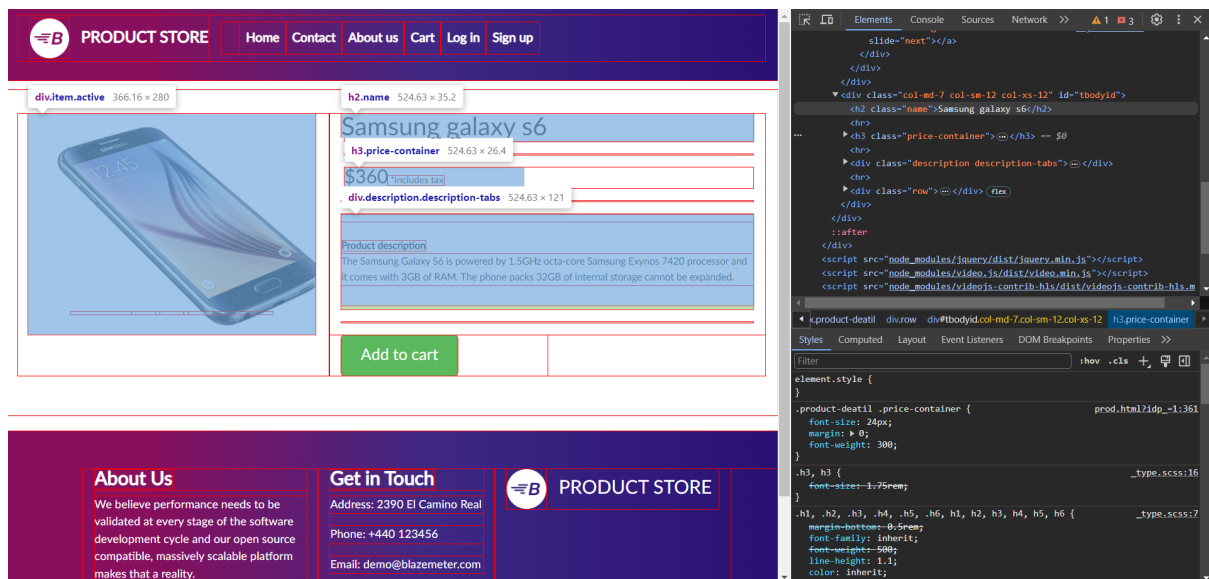 B PRODUCT STORE Home Contact About us Cart Log in Sign up
div.item.active 366.16 × 280
h2.name 524.63 × 35.2
Samsung galaxy s6
h3.price-container 524.63 × 26.4
$360 *includes tax
div.description.description-tabs 524.63 × 121
Product description
The Samsung Galaxy S6 is powered by 1.5GHz octa-core Samsung Exynos 7420 processor and
it comes with 3GB of RAM. The phone packs 32GB of internal storage cannot be expanded.
SAMSUNG
12:45
Add to cart
About Us
We believe performance needs to be
validated at every stage of the software
development cycle and our open source
compatible, massively scalable platform
makes that a reality.
Get in Touch
Address: 2390 El Camino Real
Phone: +440 123456
Email: demo@blazemeter.com
B PRODUCT STORE
Elements Console Sources Network 1 3
slide="next"></a>
</div>
</div>
</div>
<div class="col-md-7 col-sm-12 col-xs-12" id="tbodyid">
<h2 class="name">Samsung galaxy s6</h2>
<hr>
<h3 class="price-container">…</h3> == $0
<hr>
<div class="description description-tabs">…</div>
<hr>
<div class="row">…</div> flex
</div>
</div>
::after
</div>
<script src="node_modules/jquery/dist/jquery.min.js"></script>
<script src="node_modules/video.js/dist/video.min.js"></script>
<script src="node_modules/videojs-contrib-hls/dist/videojs-contrib-hls.m
x.product-deatil div.row div#tbodyid.col-md-7.col-sm-12.col-xs-12 h3.price-container
Styles Computed Layout Event Listeners DOM Breakpoints Properties
Filter :hov .cls
element.style {
}
.product-deatil .price-container { prod.html?idp_=1:361
font-size: 24px;
margin: 0;
font-weight: 300;
}
.h3, h3 { _type.scss:16
font-size: 1.75rem;
}
.h1, .h2, .h3, .h4, .h5, .h6, h1, h2, h3, h4, h5, h6 { _type.scss:7
margin-bottom: 0.5rem;
font-family: inherit;
font-weight: 500;
line-height: 1.1;
color: inherit;